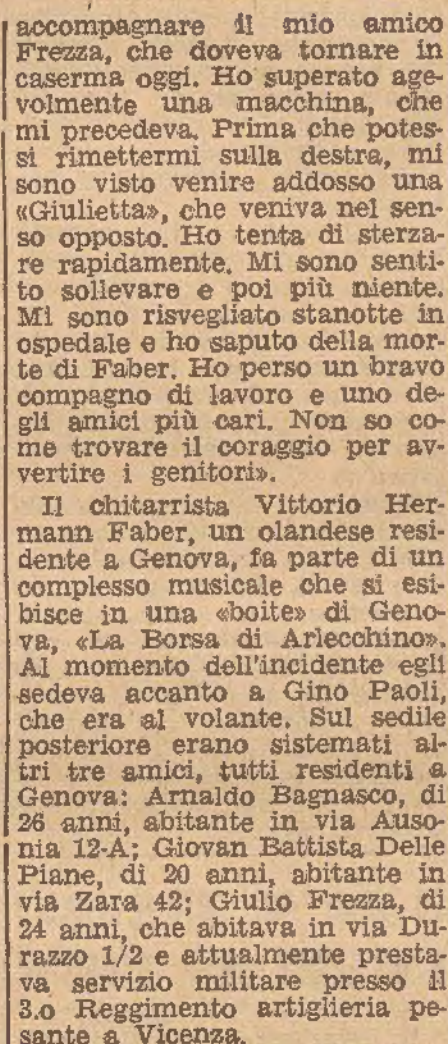 accompagnare il mio amico
Frezza, che doveva tornare in
caserma oggi. Ho superato age-
volmente una macchina, che
mi precedeva. Prima che potes-
si rimettermi sulla destra, mi
sono visto venire addosso una
«Giulietta», che veniva nel sen-
so opposto. Ho tenta di sterza-
re rapidamente. Mi sono senti-
to sollevare e poi più niente.
Mi sono risvegliato stanotte in
ospedale e ho saputo della mor-
te di Faber. Ho perso un bravo
compagno di lavoro e uno de-
gli amici più cari. Non so co-
me trovare il coraggio per av-
vertire i genitori».
Il chitarrista Vittorio Her-
mann Faber, un olandese resi-
dente a Genova, fa parte di un
complesso musicale che si esi-
bisce in una «boite» di Geno-
va, «La Borsa di Arlecchino».
Al momento dell'incidente egli
sedeva accanto a Gino Paoli,
che era al volante. Sul sedile
posteriore erano sistemati al-
tri tre amici, tutti residenti a
Genova: Arnaldo Bagnasco, di
26 anni, abitante in via Auso-
nia 12-A; Giovan Battista Delle
Piane, di 20 anni, abitante in
via Zara 42; Giulio Frezza, di
24 anni, che abitava in via Du-
razzo 1/2 e attualmente presta-
va servizio militare presso il
3.o Reggimento artiglieria pe-
sante a Vicenza.